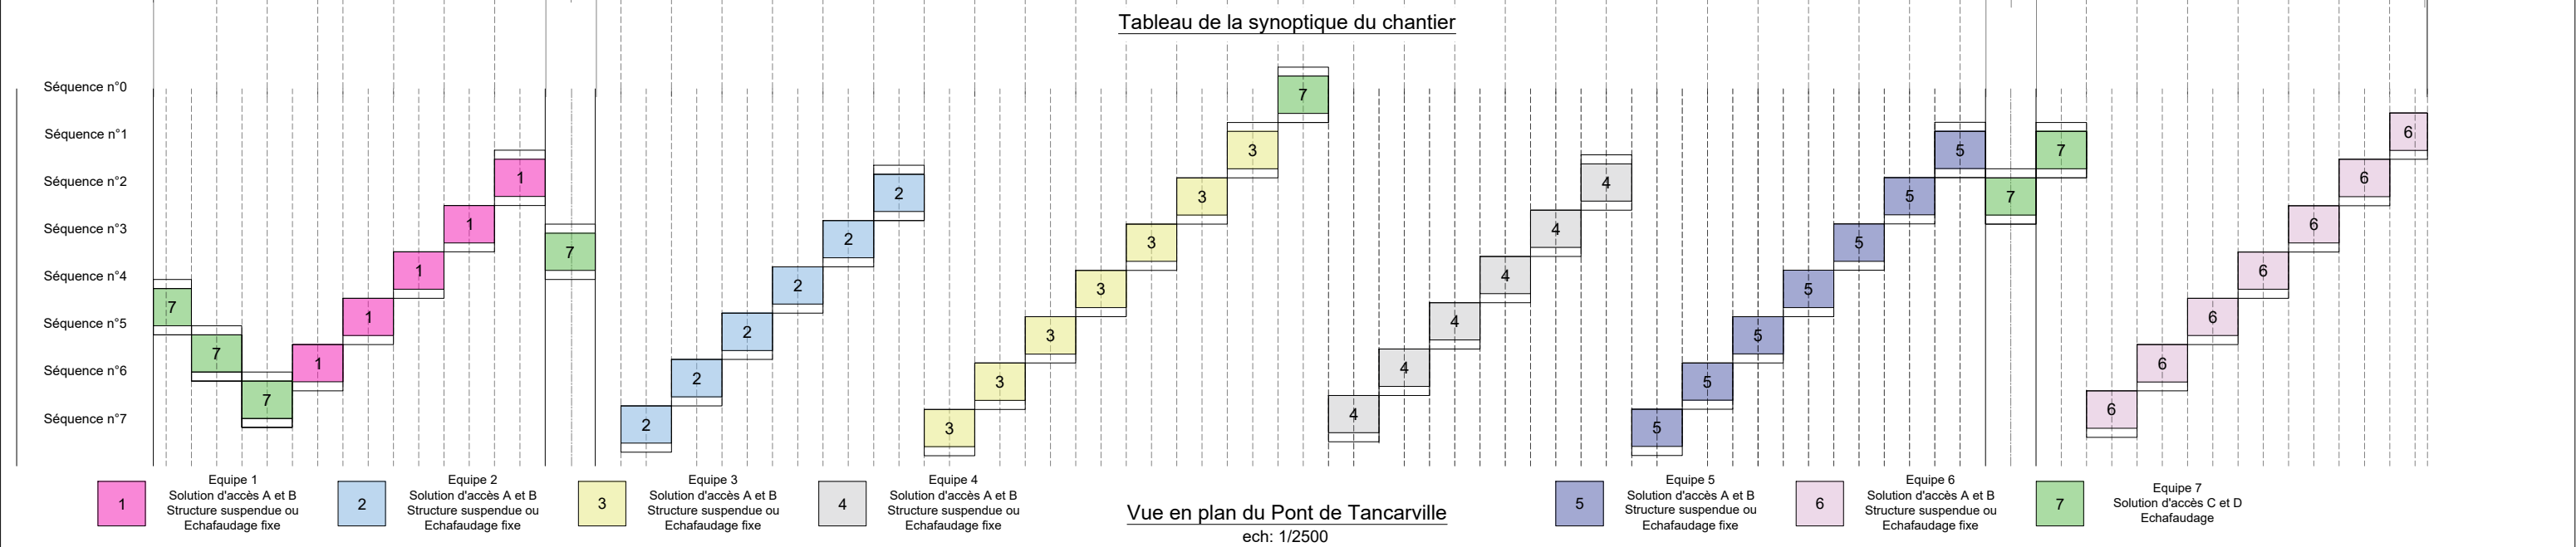 Tableau de la synoptique du chantier
Séquence n°0
7
Séquence n°1
6
3
5
7
Séquence n°2
1
6
4
2
3
5
7
Séquence n°3
1
6
4
2
3
5
7
Séquence n°4
1
6
4
2
3
5
7
Séquence n°5
1
6
4
2
3
5
7
Séquence n°6
1
6
4
2
3
5
7
Séquence n°7
6
4
2
3
5
1
Equipe 1
Solution d'accès A et B
Structure suspendue ou
Echafaudage fixe
2
Equipe 2
Solution d'accès A et B
Structure suspendue ou
Echafaudage fixe
3
Equipe 3
Solution d'accès A et B
Structure suspendue ou
Echafaudage fixe
4
Equipe 4
Solution d'accès A et B
Structure suspendue ou
Echafaudage fixe
Vue en plan du Pont de Tancarville
ech: 1/2500
5
Equipe 5
Solution d'accès A et B
Structure suspendue ou
Echafaudage fixe
6
Equipe 6
Solution d'accès A et B
Structure suspendue ou
Echafaudage fixe
7
Equipe 7
Solution d'accès C et D
Echafaudage